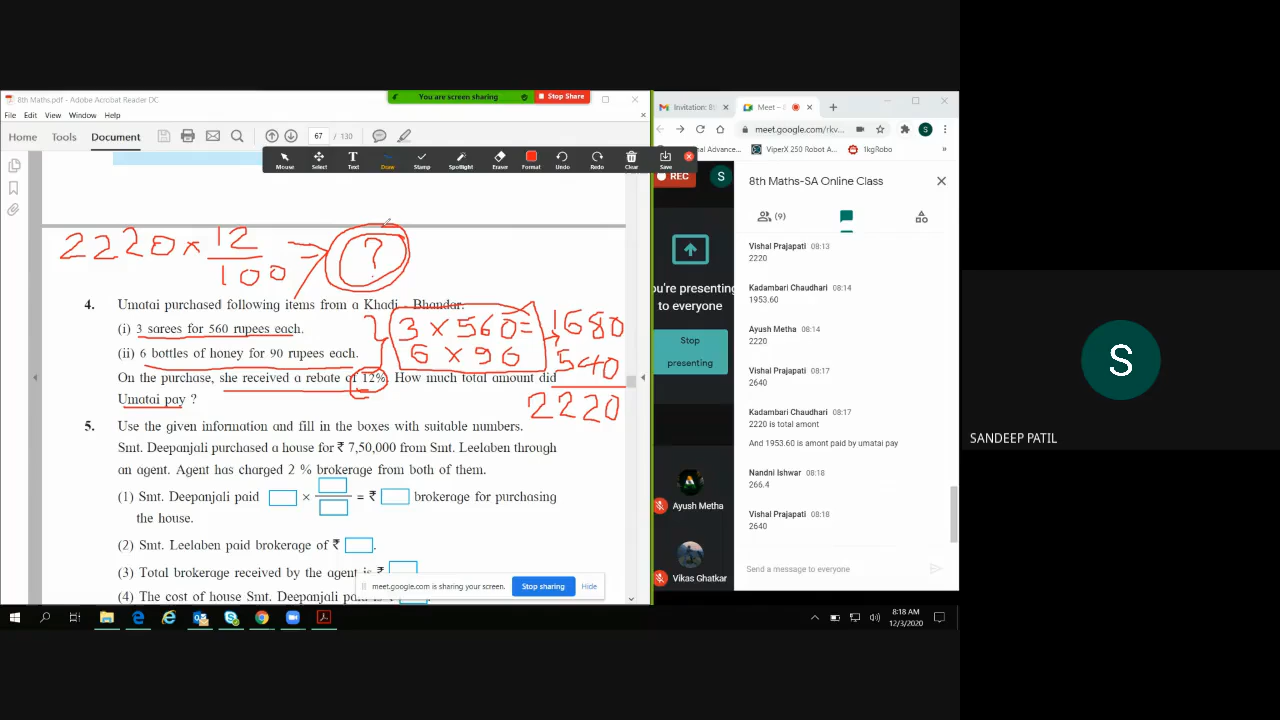 8th Maths.pdf - Adobe Acrobat Reader DC
You are screen sharing
Stop Share
File Edit View Window Help
Home Tools Document
67 / 130
Mouse Select Text Draw Stamp Spotlight Eraser Format Undo Redo Clear Save
2220 × 12
100
?
4. Umatai purchased following items from a Khadi - Bhandar.
(i) 3 sarees for 560 rupees each.
3 × 560 = 1680
(ii) 6 bottles of honey for 90 rupees each.
6 × 90
540
On the purchase, she received a rebate of 12%. How much total amount did
Umatai pay ?
2220
5. Use the given information and fill in the boxes with suitable numbers.
Smt. Deepanjali purchased a house for ₹ 7,50,000 from Smt. Leelaben through
an agent. Agent has charged 2 % brokerage from both of them.
(1) Smt. Deepanjali paid × = ₹ brokerage for purchasing
the house.
(2) Smt. Leelaben paid brokerage of ₹ .
(3) Total brokerage received by the agent is ₹
(4) The cost of house Smt. Deepanjali paid is
meet.google.com is sharing your screen.
Stop sharing
Hide
Invitation: 8t
Meet –
meet.google.com/rkv...
ual Advance...
ViperX 250 Robot A...
1kgRobo
»
REC
S
8th Maths-SA Online Class
(9)
You're presenting
to everyone
Stop
presenting
Ayush Metha
Vikas Ghatkar
Vishal Prajapati 08:13
2220
Kadambari Chaudhari 08:14
1953.60
Ayush Metha 08:14
2220
Vishal Prajapati 08:17
2640
Kadambari Chaudhari 08:17
2220 is total amont
And 1953.60 is amont paid by umatai pay
Nandni Ishwar 08:18
266.4
Vishal Prajapati 08:18
2640
Send a message to everyone
8:18 AM
12/3/2020
S
SANDEEP PATIL